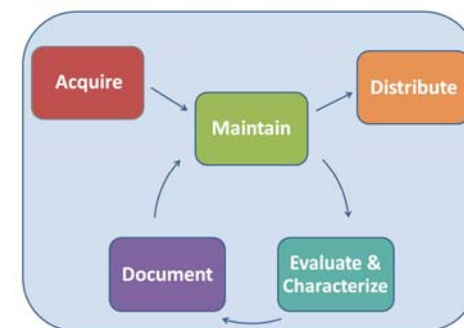 Acquire
Distribute
Maintain
Document
Evaluate &
Characterize